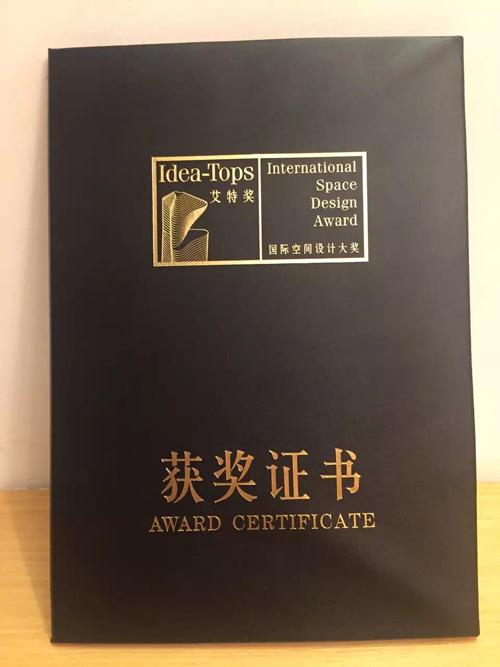 Idea-Tops
艾特奖
International
Space
Design
Award
国际空间设计大奖
获奖证书
AWARD CERTIFICATE